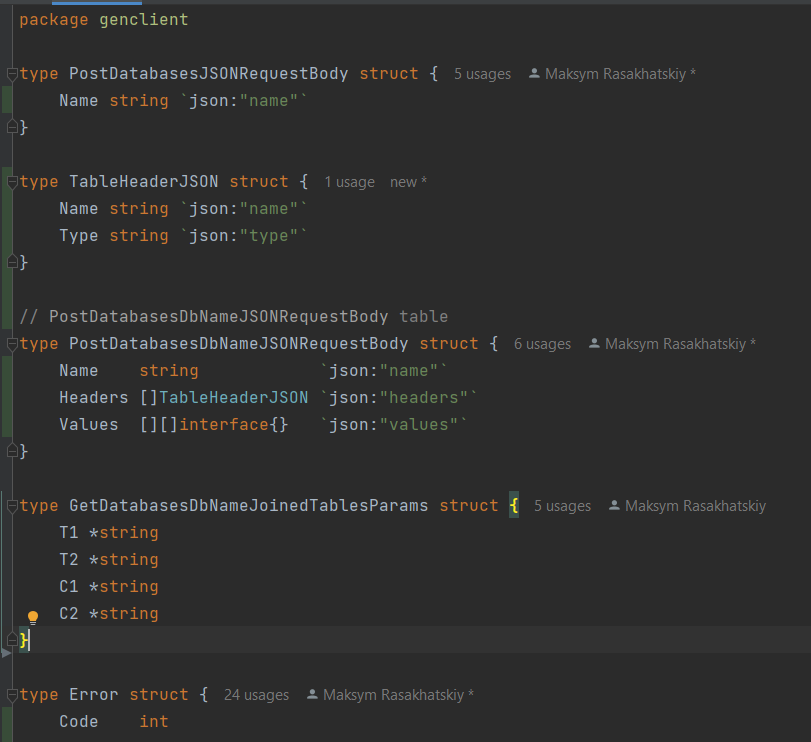 package genclient
type PostDatabasesJSONRequestBody struct {  5 usages  Maksym Rasakhatskiy *
    Name string `json:"name"`
}
type TableHeaderJSON struct {  1 usage  new *
    Name string `json:"name"`
    Type string `json:"type"`
}
// PostDatabasesDbNameJSONRequestBody table
type PostDatabasesDbNameJSONRequestBody struct {  6 usages  Maksym Rasakhatskiy *
    Name    string            `json:"name"`
    Headers []TableHeaderJSON `json:"headers"`
    Values  [][]interface{}   `json:"values"`
}
type GetDatabasesDbNameJoinedTablesParams struct {  5 usages  Maksym Rasakhatskiy
    T1 *string
    T2 *string
    C1 *string
    C2 *string
}
type Error struct {  24 usages  Maksym Rasakhatskiy *
    Code    int